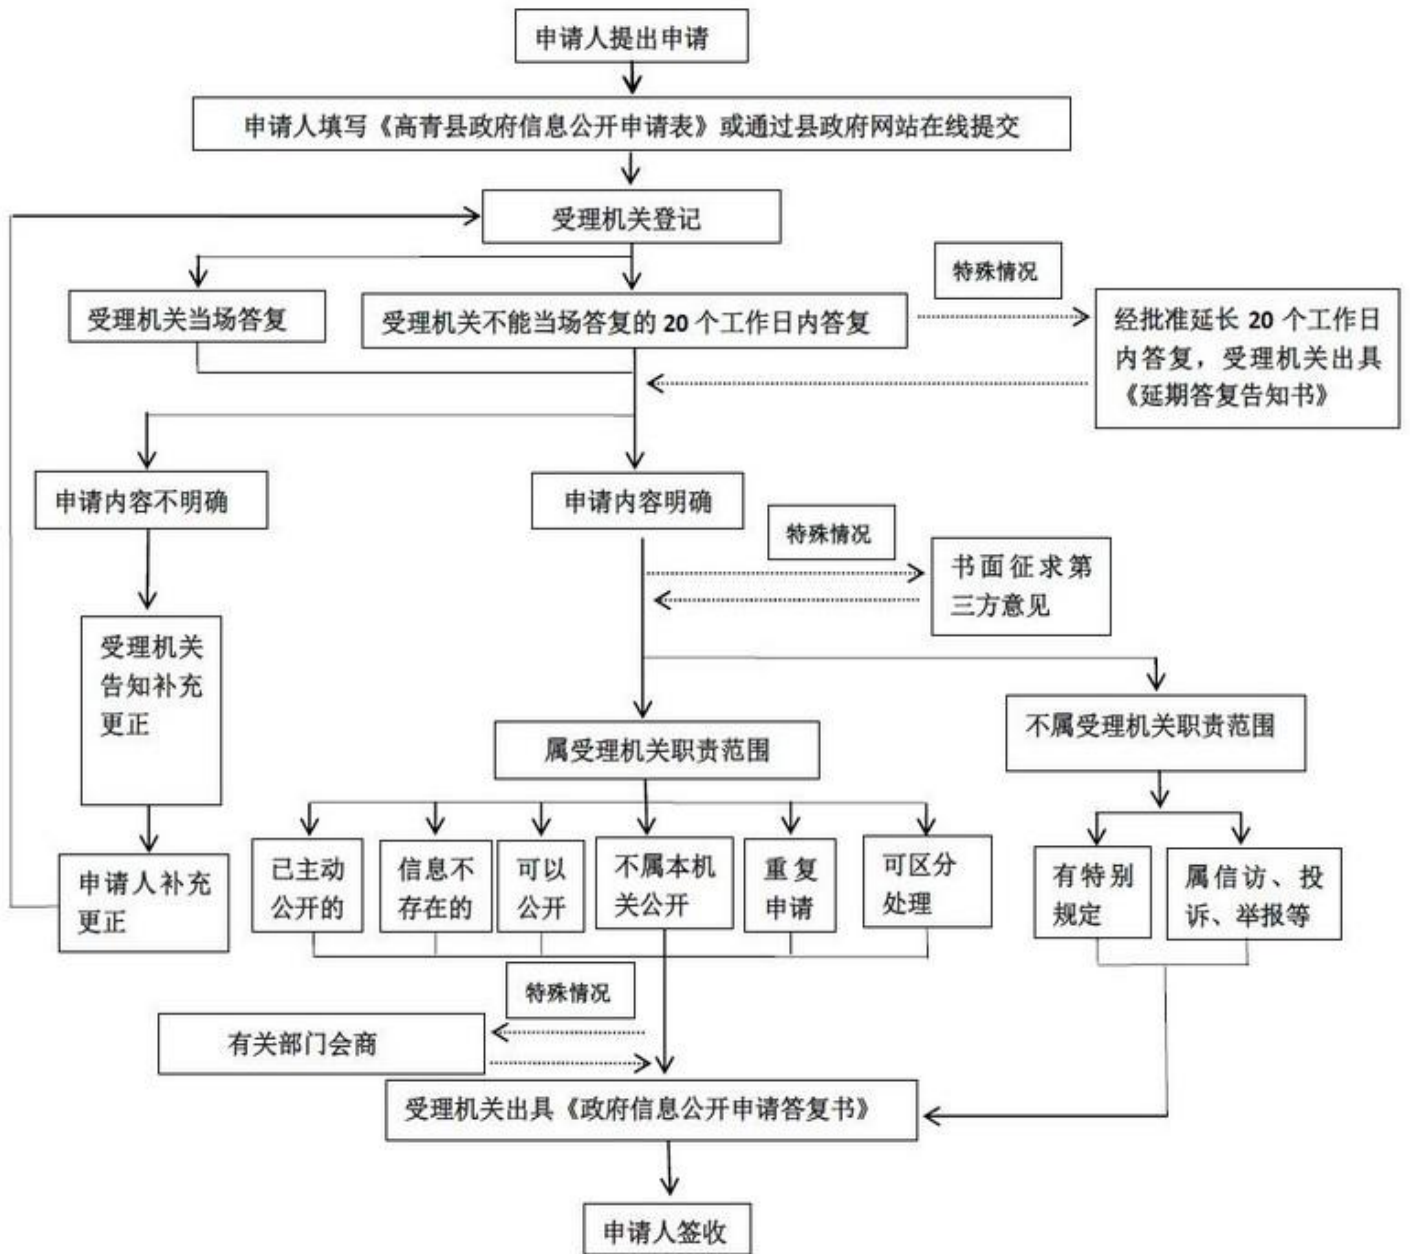 申请人提出申请
申请人填写《高青县政府信息公开申请表》或通过县政府网站在线提交
受理机关登记
特殊情况
受理机关当场答复
受理机关不能当场答复的 20 个工作日内答复
经批准延长 20 个工作日
内答复，受理机关出具
《延期答复告知书》
申请内容不明确
申请内容明确
特殊情况
书面征求第
三方意见
受理机关
告知补充
更正
属受理机关职责范围
不属受理机关职责范围
申请人补充
更正
已主动
公开的
信息不
存在的
可以
公开
不属本机
关公开
重复
申请
可区分
处理
有特别
规定
属信访、投
诉、举报等
特殊情况
有关部门会商
受理机关出具《政府信息公开申请答复书》
申请人签收